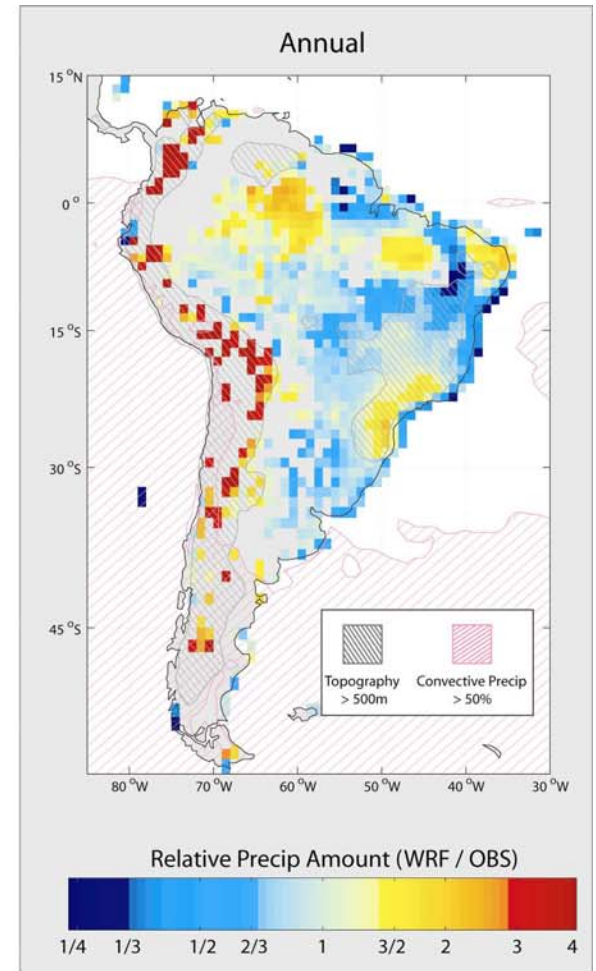 Annual
15 °N
0°
15°S
30°S
45°S
Topography
> 500m
Convective Precip
> 50%
80 °W 70°W 60°W 50°W 40°W 30°W
Relative Precip Amount (WRF / OBS)
1/4 1/3 1/2 2/3 1 3/2 2 3 4